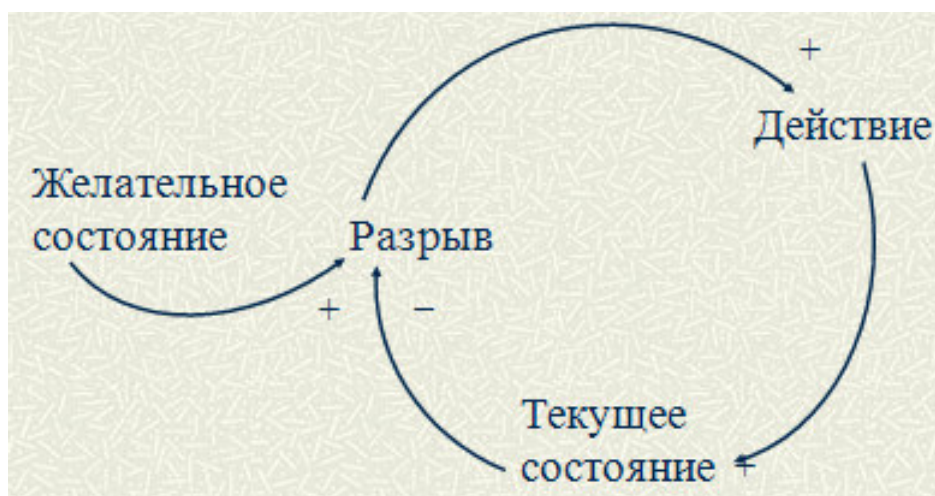 +
Действие
Желательное
состояние
Разрыв
+ −
Текущее
состояние +